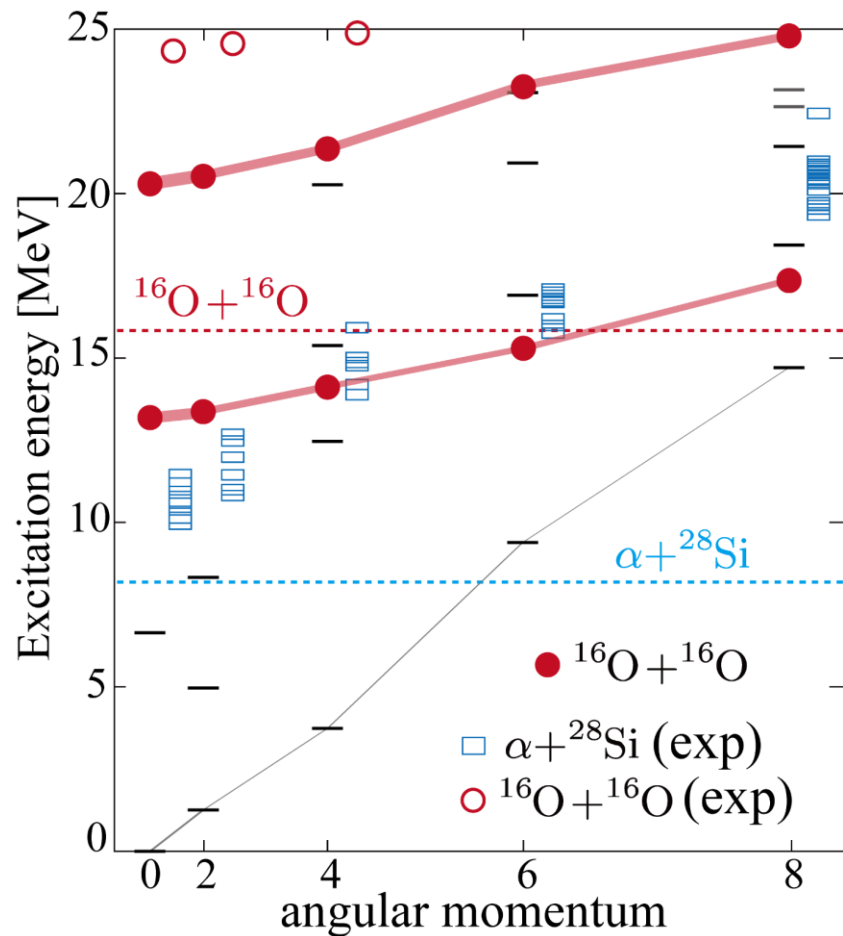 25
20
15
10
5
0
Excitation energy [MeV]
¹⁶O+¹⁶O
α+²⁸Si
¹⁶O+¹⁶O
α+²⁸Si (exp)
¹⁶O+¹⁶O (exp)
0 2 4 6 8
angular momentum